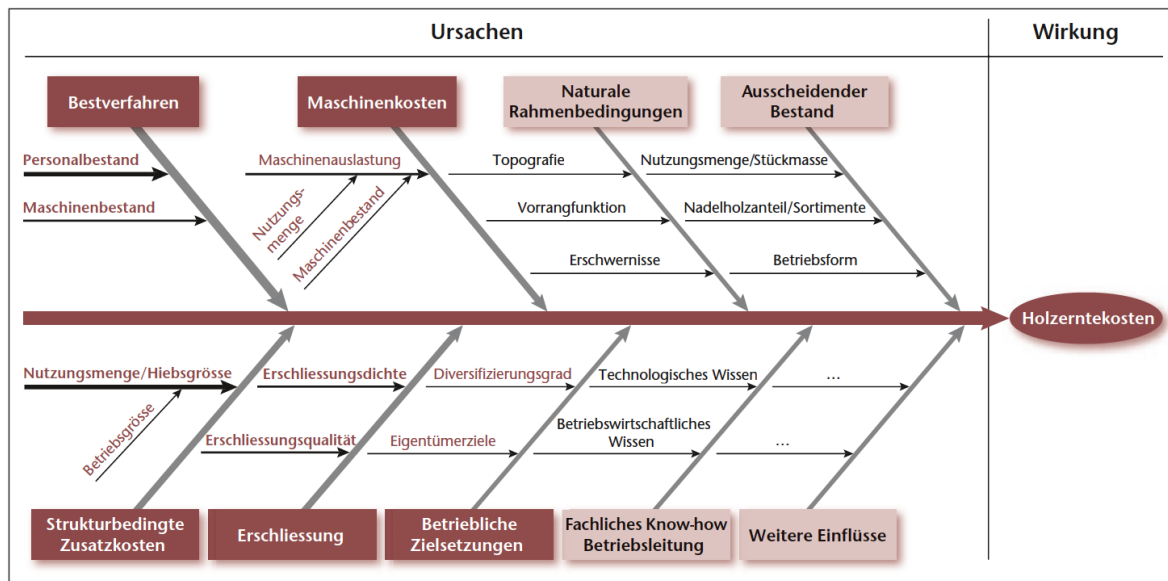 Ursachen
Wirkung
Bestverfahren
Maschinenkosten
Naturale
Rahmenbedingungen
Ausscheidender
Bestand
Personalbestand
Maschinenbestand
Maschinenauslastung
Nutzungs-
menge
Maschinenbestand
Topografie
Vorrangfunktion
Erschwernisse
Nutzungsmenge/Stückmasse
Nadelholzanteil/Sortimente
Betriebsform
Holzerntekosten
Nutzungsmenge/Hiebsgrösse
Betriebsgrösse
Erschliessungsdichte
Erschliessungsqualität
Diversifizierungsgrad
Eigentümerziele
Technologisches Wissen
Betriebswirtschaftliches
Wissen
...
...
Strukturbedingte
Zusatzkosten
Erschliessung
Betriebliche
Zielsetzungen
Fachliches Know-how
Betriebsleitung
Weitere Einflüsse